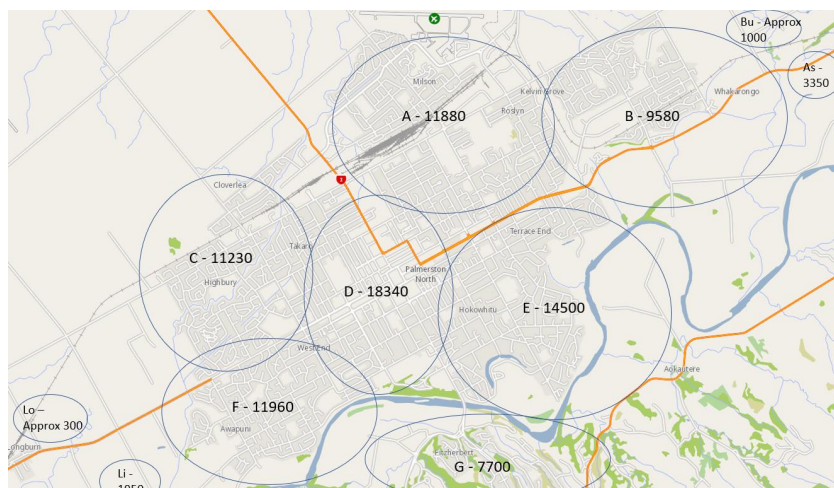 Bu - Approx
1000
As -
3350
Milson
Kelvin Grove
Whakarongo
Roslyn
A - 11880
B - 9580
3
Cloverlea
Takaro
Terrace End
C - 11230
Highbury
Palmerston
North
D - 18340
Hokowhitu
E - 14500
West End
Aokautere
Lo –
Approx 300
F - 11960
Awapuni
Longburn
Fitzherbert
G - 7700
Li -